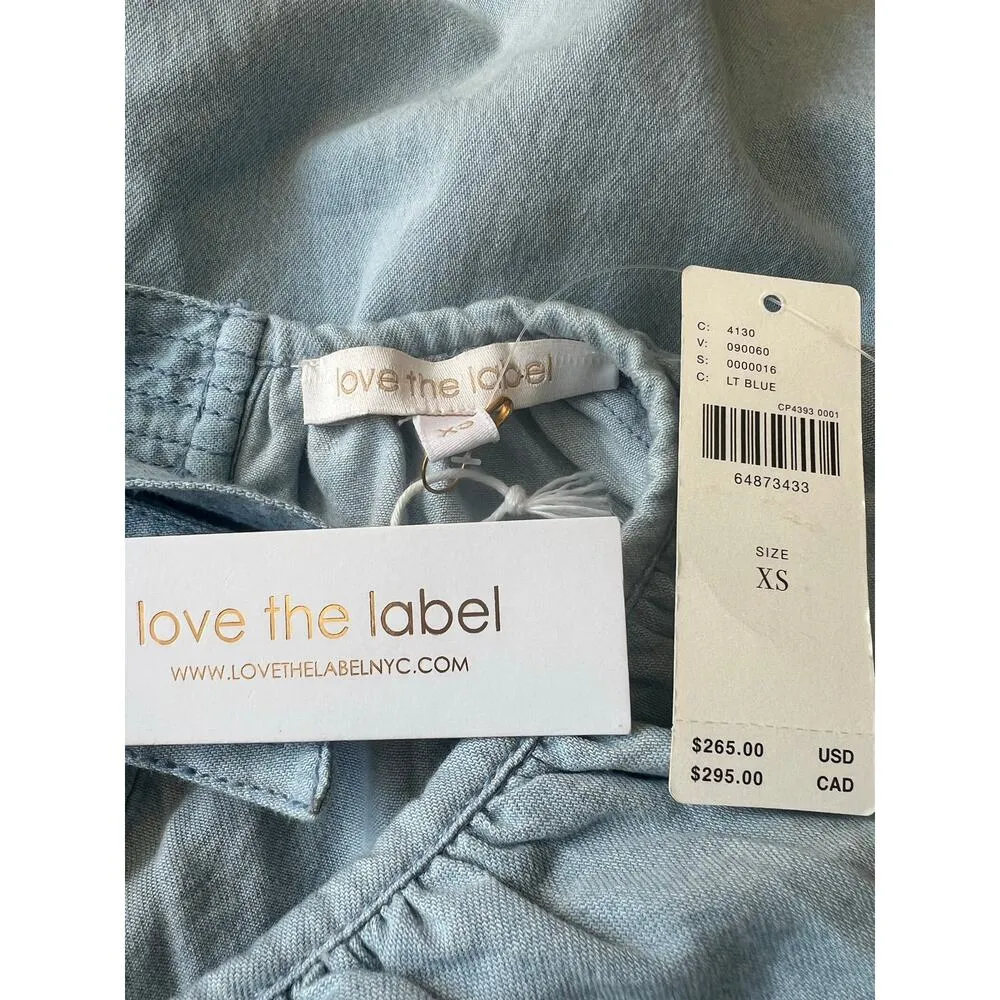 love the label
XS
love the label
WWW.LOVETHELABELNYC.COM
C: 4130
V: 090060
S: 0000016
C: LT BLUE
CP4393 0001
64873433
SIZE
XS
$265.00 USD
$295.00 CAD